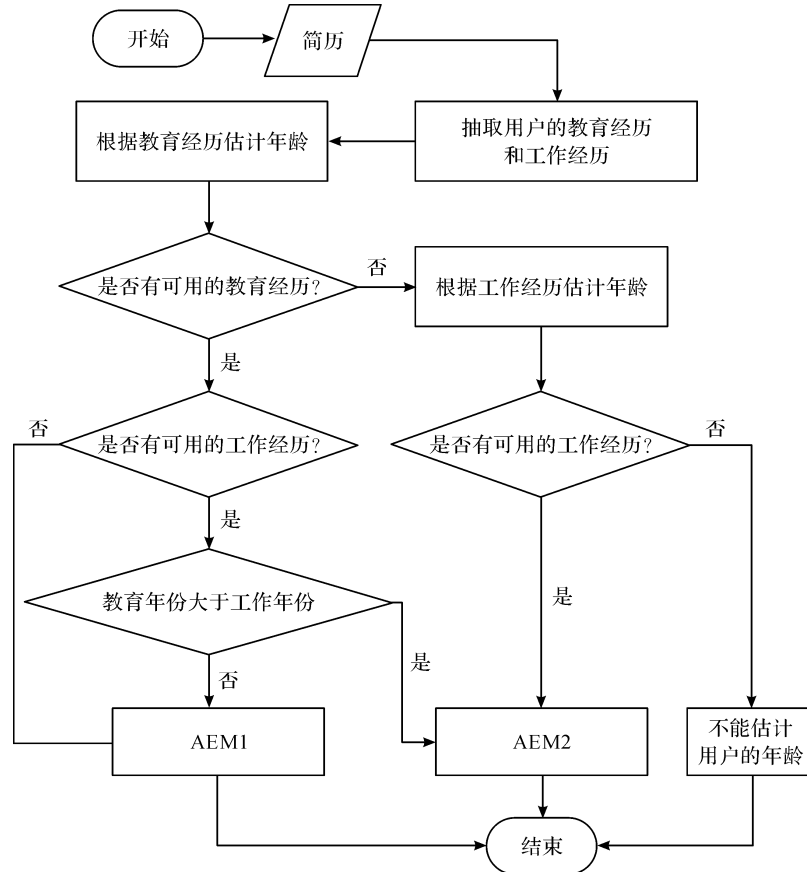 开始
简历
根据教育经历估计年龄
抽取用户的教育经历
和工作经历
是否有可用的教育经历?
否
根据工作经历估计年龄
是
否
是否有可用的工作经历?
是否有可用的工作经历?
否
是
教育年份大于工作年份
是
是
否
AEM1
AEM2
不能估计
用户的年龄
结束